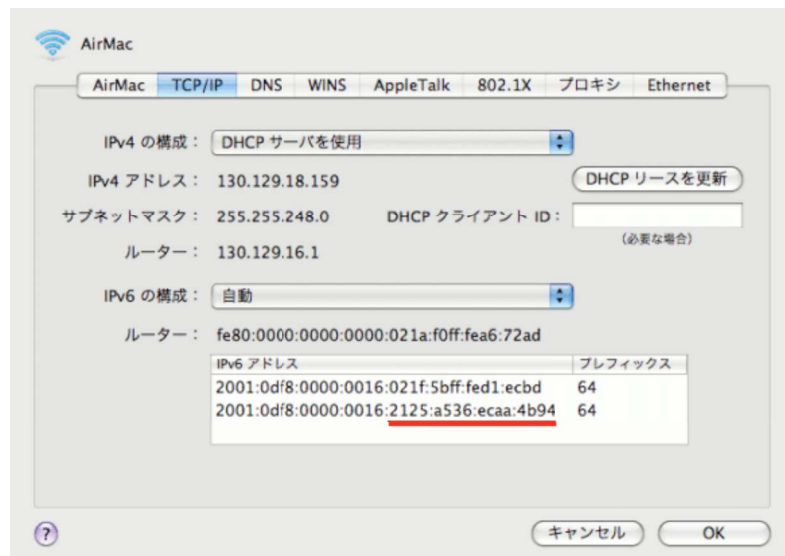 AirMac
AirMac TCP/IP DNS WINS AppleTalk 802.1X プロキシ Ethernet
IPv4 の構成： DHCP サーバを使用
IPv4 アドレス： 130.129.18.159 DHCP リースを更新
サブネットマスク： 255.255.248.0 DHCP クライアント ID：
（必要な場合）
ルーター： 130.129.16.1
IPv6 の構成： 自動
ルーター： fe80:0000:0000:0000:021a:f0ff:fea6:72ad
IPv6 アドレス プレフィックス
2001:0df8:0000:0016:021f:5bff:fed1:ecbd 64
2001:0df8:0000:0016:2125:a536:ecaa:4b94 64
? キャンセル OK